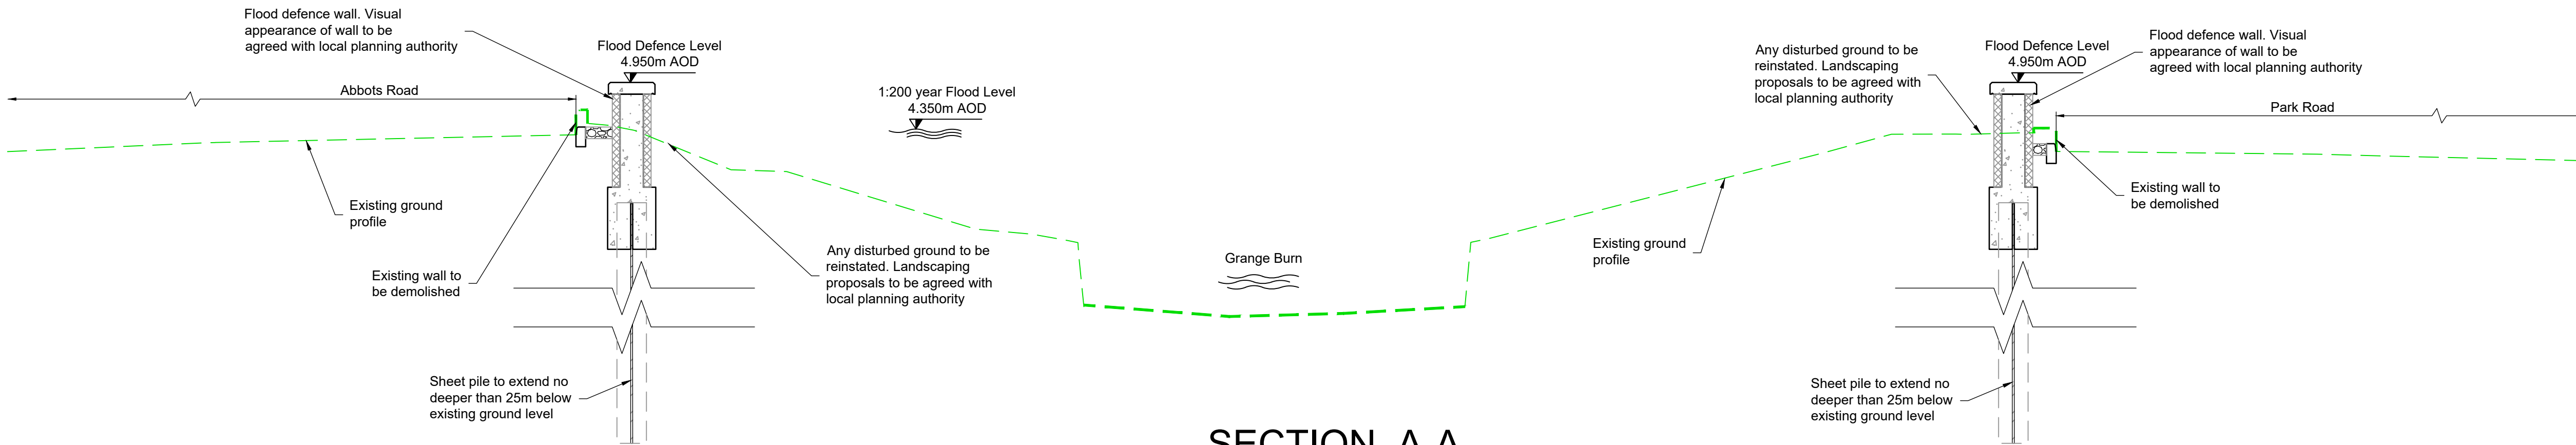 Flood defence wall. Visual
appearance of wall to be
agreed with local planning authority
Flood Defence Level
4.950m AOD
Abbots Road
1:200 year Flood Level
4.350m AOD
Existing ground
profile
Existing wall to
be demolished
Any disturbed ground to be
reinstated. Landscaping
proposals to be agreed with
local planning authority
Sheet pile to extend no
deeper than 25m below
existing ground level
Grange Burn
Any disturbed ground to be
reinstated. Landscaping
proposals to be agreed with
local planning authority
Flood Defence Level
4.950m AOD
Flood defence wall. Visual
appearance of wall to be
agreed with local planning authority
Park Road
Existing ground
profile
Existing wall to
be demolished
Sheet pile to extend no
deeper than 25m below
existing ground level
SECTION A-A